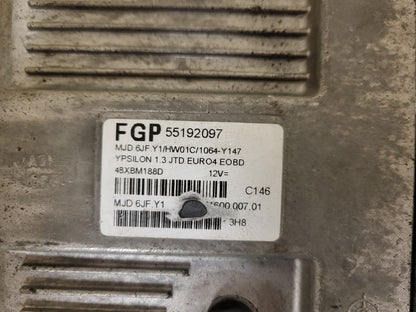 FGP 55192097
MJD 6JF.Y1/HW01C/1064-Y147
YPSILON 1.3 JTD EURO4 EOBD
48XBM188D 12V=
C146
MJD 6JF Y1 600.007.01
3H8